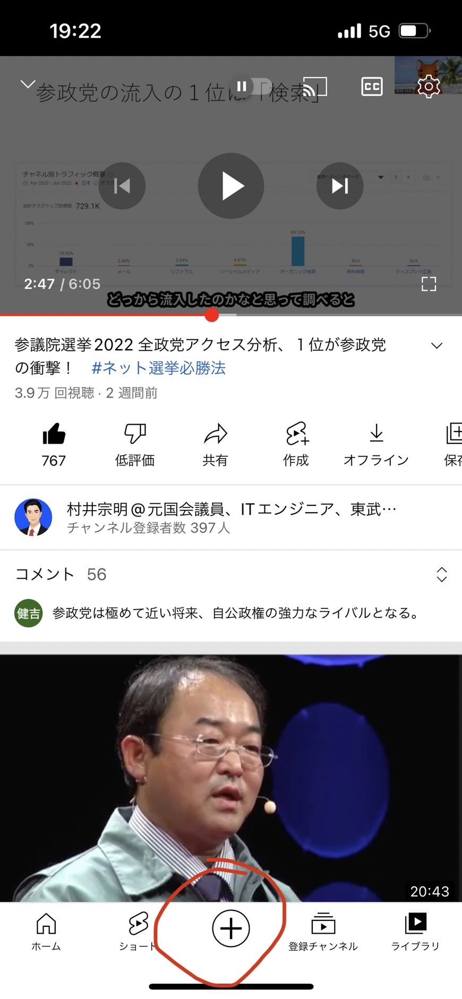 19:22
5G
参政党の流入の１位は「検索」
CC
チャネル別トラフィック概要
Apr 2022 - Jun 2022 日本 デスク
合計デスクトップ訪問数 729.1K
100%
50%
0%
19.90%
2.46%
3.94%
4.61%
69.10%
N/A
N/A
ダイレクト
メール
リファラル
ソーシャルメディア
オーガニック検索
有料検索
ディスプレイ広告
2:47 / 6:05
どっから流入したのかなと思って調べると
参議院選挙2022 全政党アクセス分析、１位が参政党
の衝撃！ #ネット選挙必勝法
3.9万 回視聴 · 2 週間前
767
低評価
共有
作成
オフライン
保存
村井宗明＠元国会議員、ITエンジニア、東武…
チャンネル登録者数 397人
コメント 56
健吉
参政党は極めて近い将来、自公政権の強力なライバルとなる。
20:43
ホーム
ショート
登録チャンネル
ライブラリ